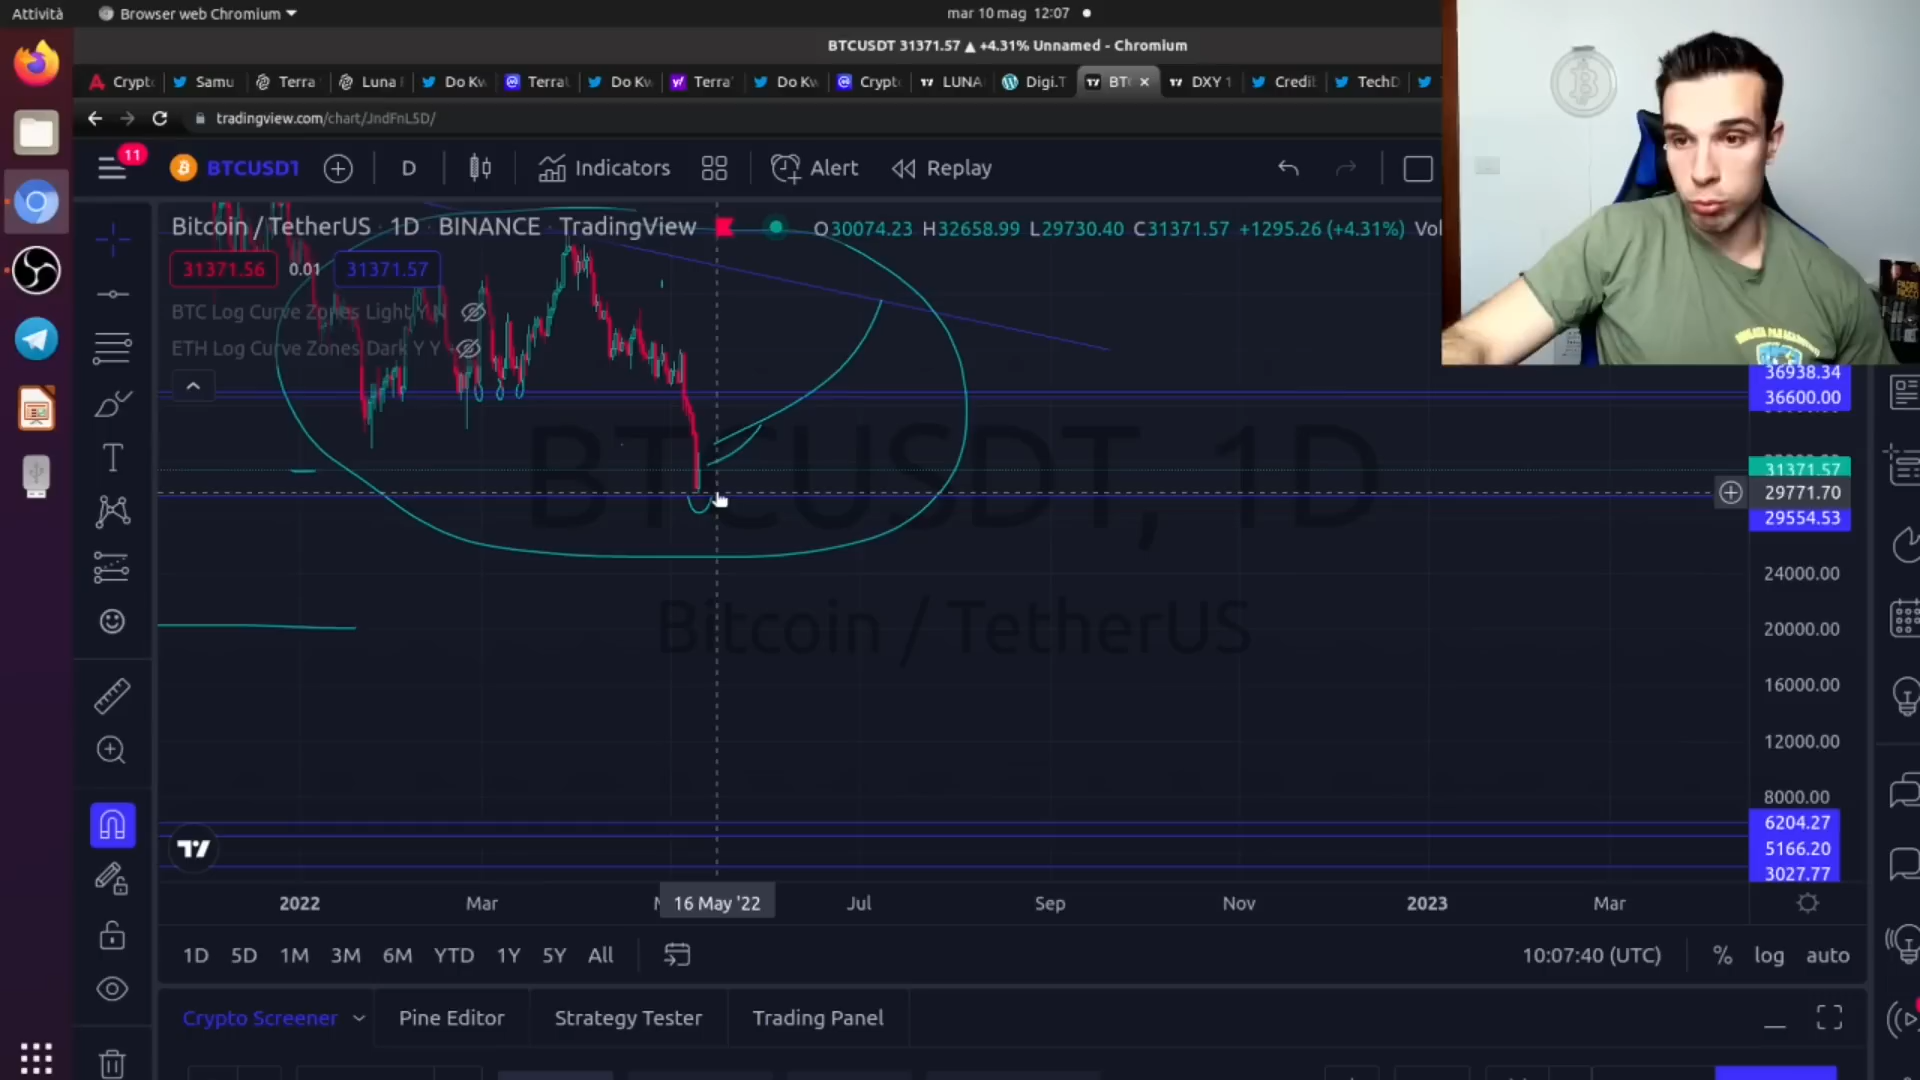 Attività
Browser web Chromium
mar 10 mag 12:07
BTCUSDT 31371.57 ▲ +4.31% Unnamed - Chromium
Crypt
Samu
Terra
Luna
Do Kw
Terra
Do Kw
Terra
Do Kw
Crypt
LUNA
Digi.T
BT
DXY 1
Credi
TechD
tradingview.com/chart/JndFnL5D/
11
BTCUSDT
D
Indicators
Alert
Replay
Bitcoin / TetherUS 1D BINANCE TradingView
O30074.23 H32658.99 L29730.40 C31371.57 +1295.26 (+4.31%) Vol
31371.56
0.01
31371.57
BTC Log Curve Zones Light Y N
ETH Log Curve Zones Dark Y Y
36938.34
36600.00
31371.57
29771.70
29554.53
24000.00
20000.00
16000.00
12000.00
8000.00
6204.27
5166.20
3027.77
BTCUSDT, 1D
Bitcoin / TetherUS
2022
Mar
16 May '22
Jul
Sep
Nov
2023
Mar
1D 5D 1M 3M 6M YTD 1Y 5Y All
10:07:40 (UTC)
%
log
auto
Crypto Screener
Pine Editor
Strategy Tester
Trading Panel